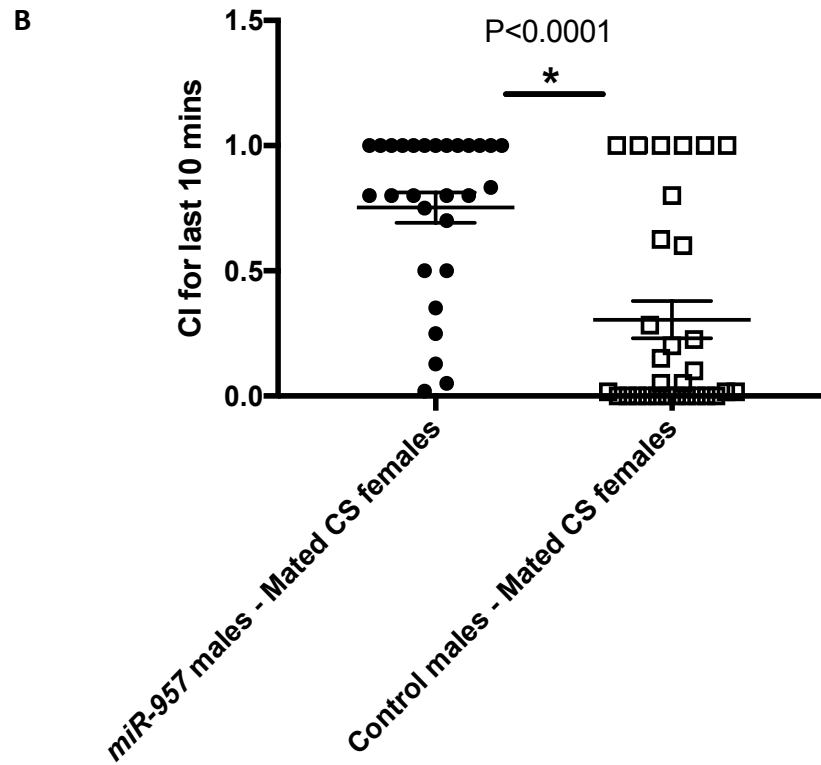 B
P<0.0001
*
CI for last 10 mins
1.5
1.0
0.5
0.0
miR-957 males - Mated CS females
Control males - Mated CS females